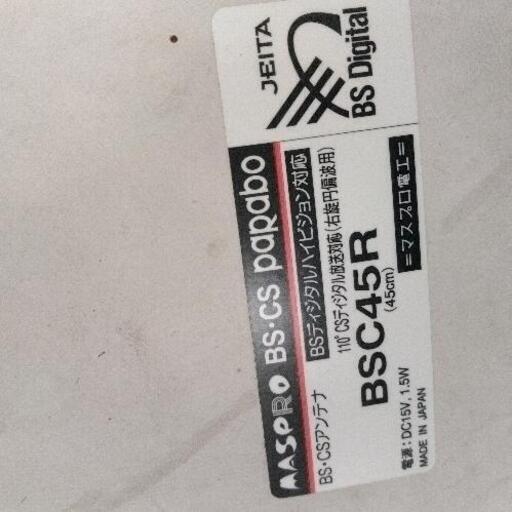 MASPRO BS・CS papabo
BS・CSアンテナ
BSディジタルハイビジョン対応
110°CSディジタル放送対応(右旋円偏波用)
BSC45R
(45cm)
電源:DC15V, 1.5W
MADE IN JAPAN
=マスプロ電工=
JEITA
BS Digital